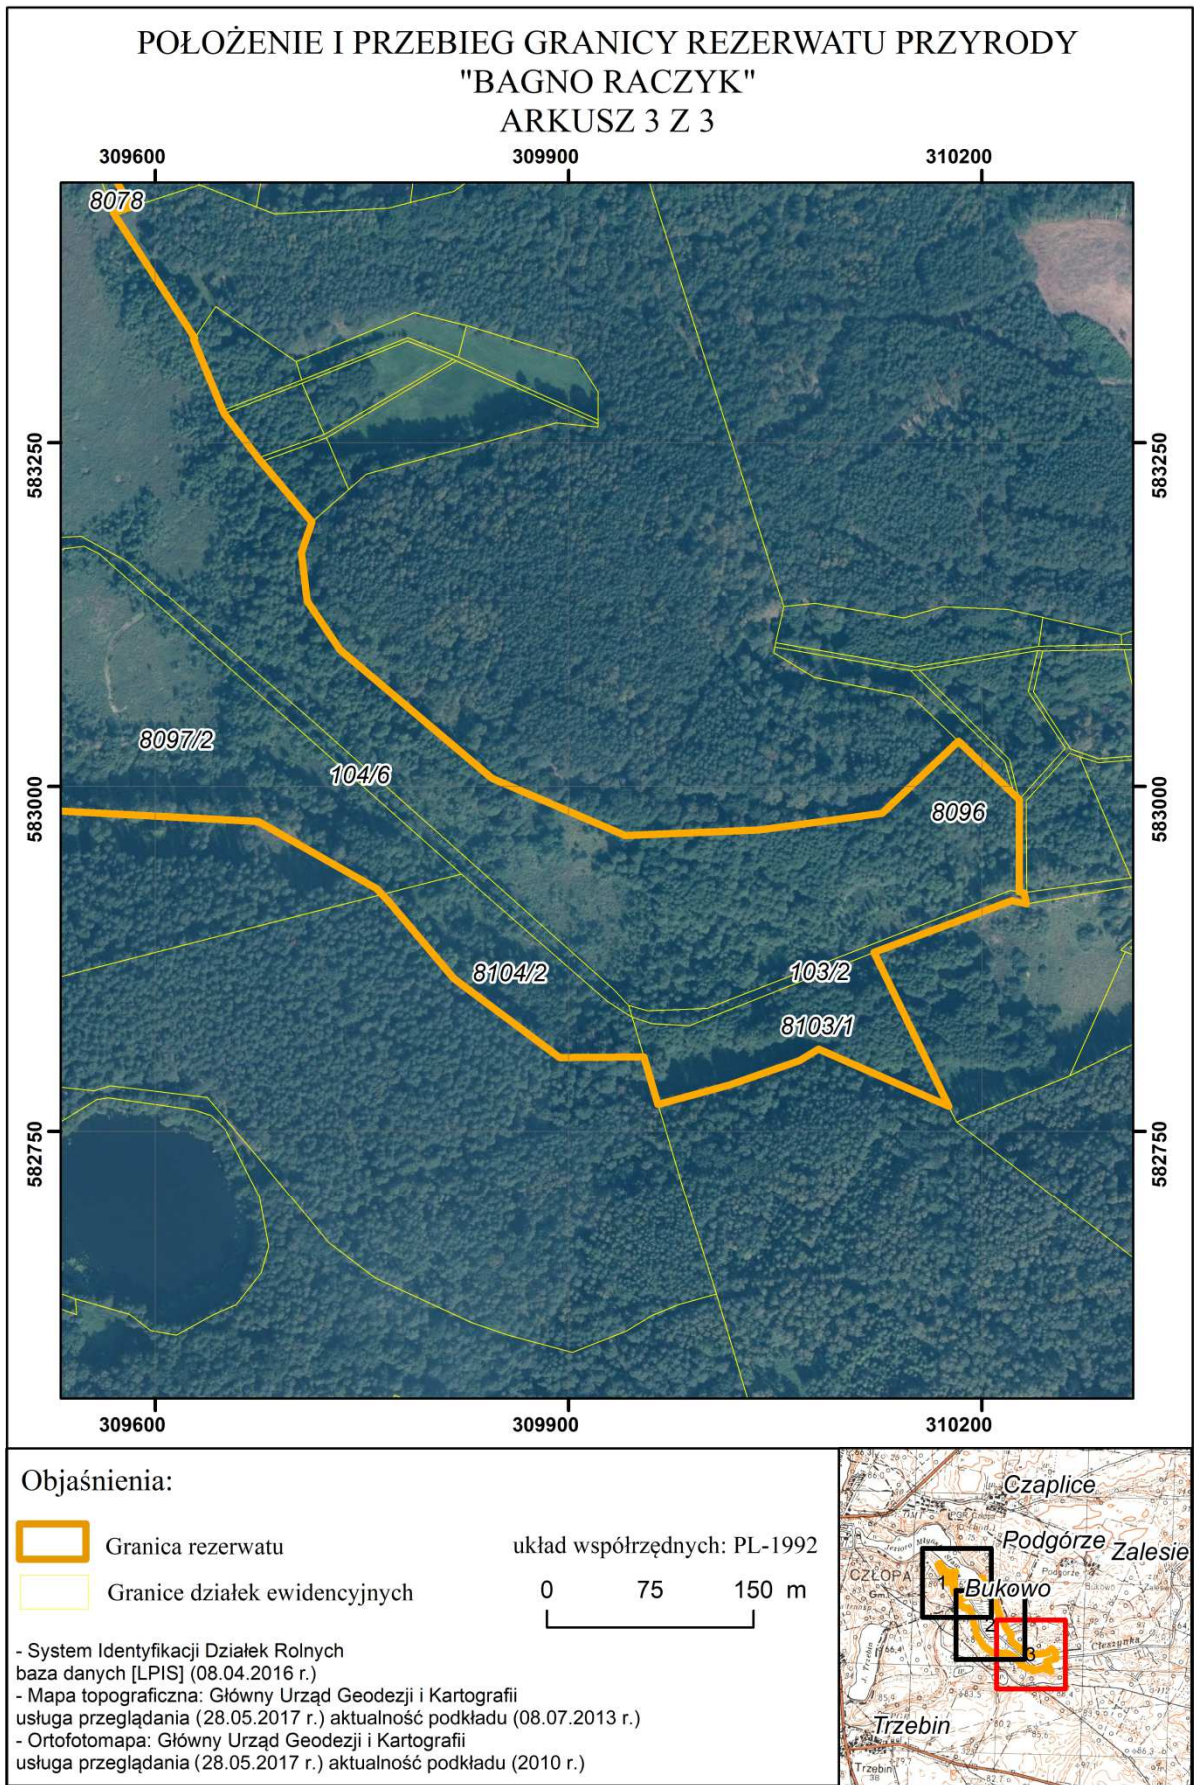 POŁOŻENIE I PRZEBIEG GRANICY REZERWATU PRZYRODY
"BAGNO RACZYK"
ARKUSZ 3 Z 3
309600 309900 310200
8078
583250 583250
8097/2
104/6
583000 583000
8096
8104/2 103/2
8103/1
582750 582750
309600 309900 310200
Objaśnienia:
Granica rezerwatu
Granice działek ewidencyjnych
układ współrzędnych: PL-1992
0 75 150 m
- System Identyfikacji Działek Rolnych
baza danych [LPIS] (08.04.2016 r.)
- Mapa topograficzna: Główny Urząd Geodezji i Kartografii
usługa przeglądania (28.05.2017 r.) aktualność podkładu (08.07.2013 r.)
- Ortofotomapa: Główny Urząd Geodezji i Kartografii
usługa przeglądania (28.05.2017 r.) aktualność podkładu (2010 r.)
Czaplice
Podgórze
Zalesie
CZŁOPA
1
Bukowo
2
3
Cieszynka
Trzebin
Trzebin
38